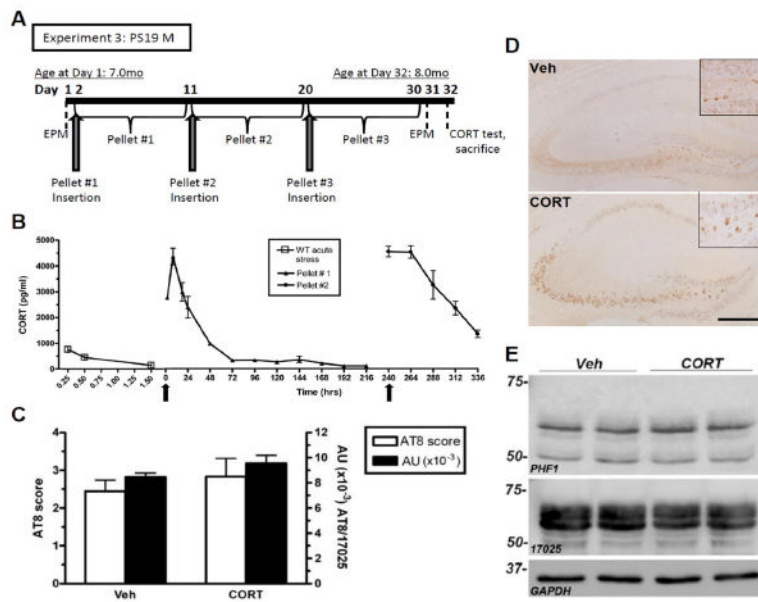 A
Experiment 3: PS19 M
Age at Day 1: 7.0mo
Age at Day 32: 8.0mo
Day 1 2 11 20 30 31 32
EPM
Pellet #1
Pellet #2
Pellet #3
EPM
CORT test,
sacrifice
Pellet #1
Insertion
Pellet #2
Insertion
Pellet #3
Insertion
B
CORT (pg/ml)
5000
4500
4000
3500
3000
2500
2000
1500
1000
500
0
WT acute
stress
Pellet # 1
Pellet #2
0.25 0.50 0.75 1.00 1.25 1.50 0 24 48 72 96 120 144 168 192 216 240 264 288 312 336
Time (hrs)
C
AT8 score
4
3
2
1
0
12
10
8
6
4
2
0
AU (x10⁻³)
AT8/17025
AT8 score
AU (x10⁻³)
Veh CORT
D
Veh
CORT
E
Veh CORT
75-
50-
PHF1
75-
50-
17025
37-
GAPDH